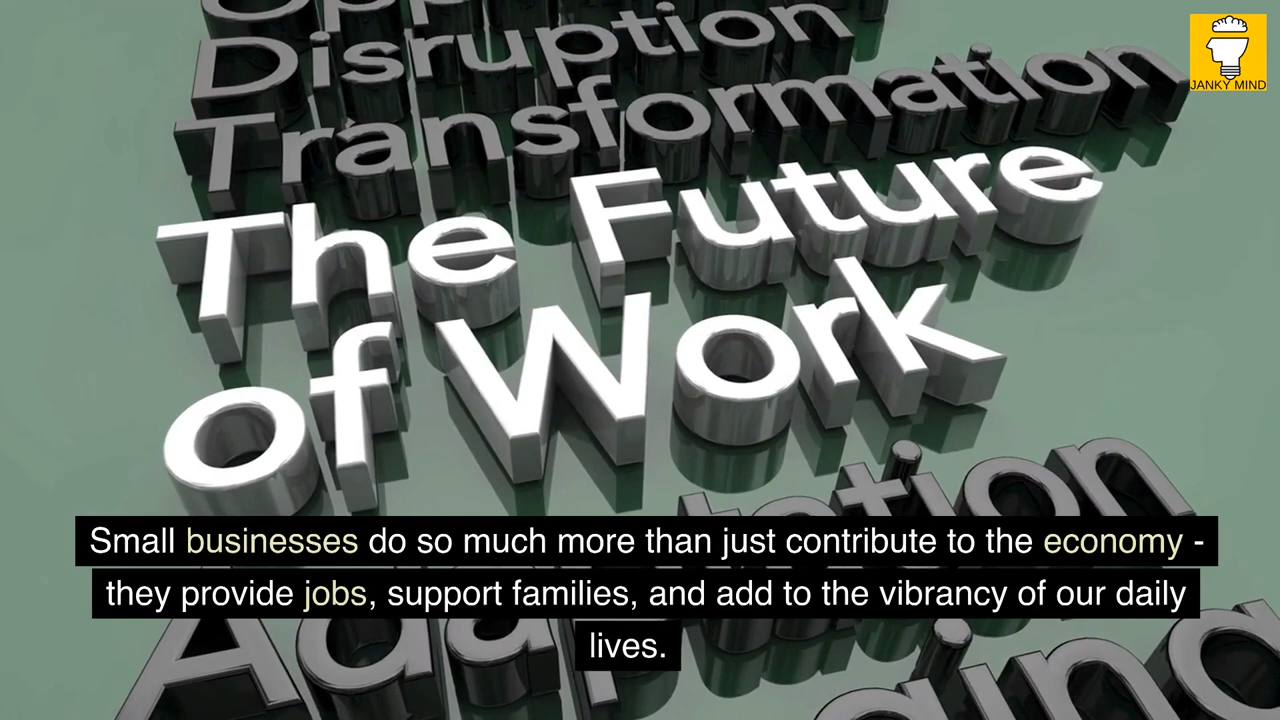 JANKY MIND
Disruption
Transformation
The Future
of Work
Small businesses do so much more than just contribute to the economy -
they provide jobs, support families, and add to the vibrancy of our daily
lives.